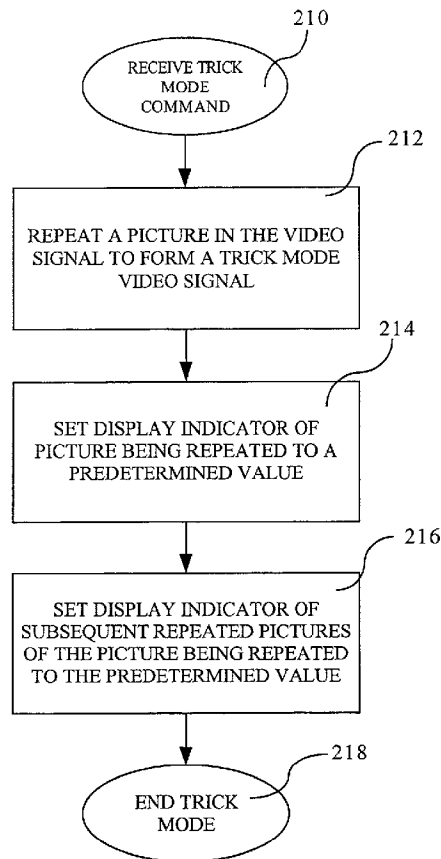 210
RECEIVE TRICK
MODE
COMMAND
212
REPEAT A PICTURE IN THE VIDEO
SIGNAL TO FORM A TRICK MODE
VIDEO SIGNAL
214
SET DISPLAY INDICATOR OF
PICTURE BEING REPEATED TO A
PREDETERMINED VALUE
216
SET DISPLAY INDICATOR OF
SUBSEQUENT REPEATED PICTURES
OF THE PICTURE BEING REPEATED
TO THE PREDETERMINED VALUE
218
END TRICK
MODE